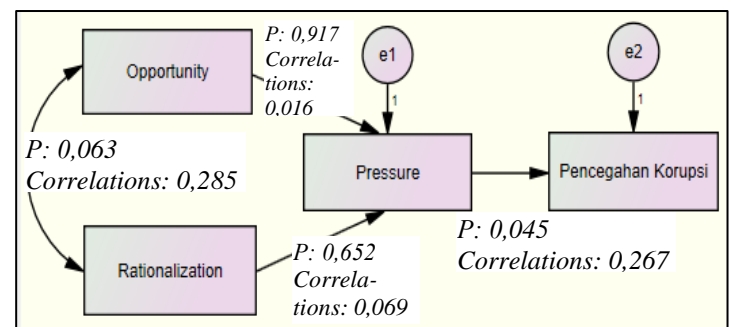 P: 0,917
Correla-
tions:
0,016
Opportunity
e1
e2
1
1
P: 0,063
Correlations: 0,285
Pressure
Pencegahan Korupsi
P: 0,045
Correlations: 0,267
Rationalization
P: 0,652
Correla-
tions: 0,069